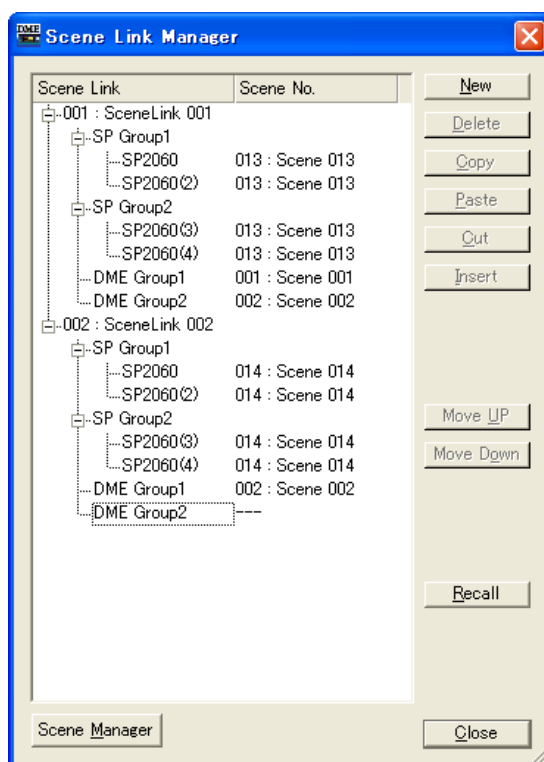 DME
Scene Link Manager
Scene Link Scene No.
New
001 : SceneLink 001
SP Group1
Delete
SP2060 013 : Scene 013
Copy
SP2060(2) 013 : Scene 013
SP Group2
Paste
SP2060(3) 013 : Scene 013
Cut
SP2060(4) 013 : Scene 013
DME Group1 001 : Scene 001
Insert
DME Group2 002 : Scene 002
002 : SceneLink 002
SP Group1
SP2060 014 : Scene 014
SP2060(2) 014 : Scene 014
SP Group2
Move UP
SP2060(3) 014 : Scene 014
Move Down
SP2060(4) 014 : Scene 014
DME Group1 002 : Scene 002
DME Group2 ---
Recall
Scene Manager
Close